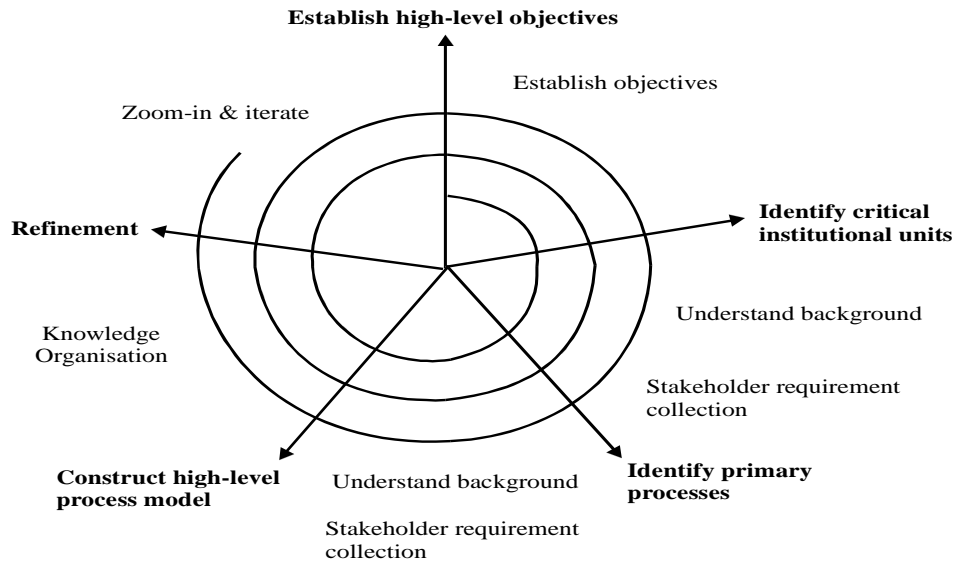 Establish high-level objectives
Establish objectives
Zoom-in & iterate
Identify critical
institutional units
Refinement
Understand background
Knowledge
Organisation
Stakeholder requirement
collection
Identify primary
processes
Construct high-level
process model
Understand background
Stakeholder requirement
collection